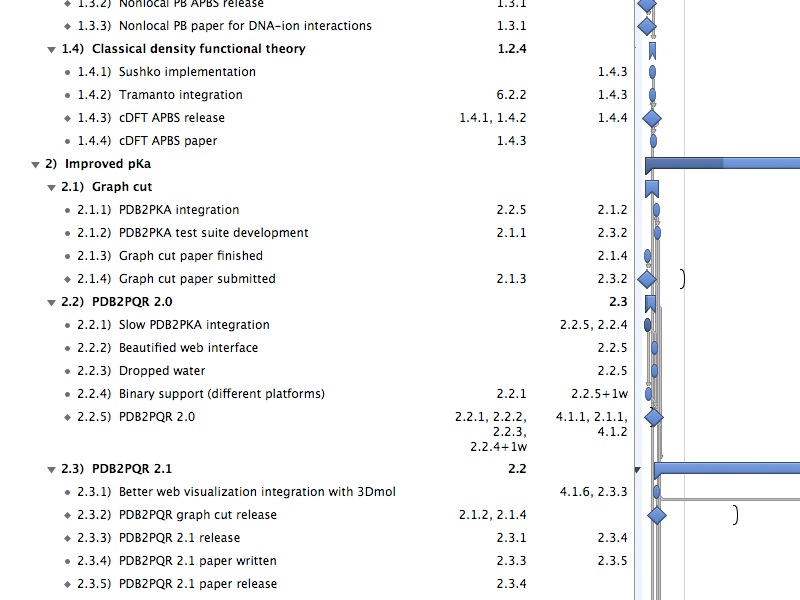 1.3.2) Nonlocal PB APBS release 1.3.1
1.3.3) Nonlocal PB paper for DNA-ion interactions 1.3.1
1.4) Classical density functional theory 1.2.4
1.4.1) Sushko implementation 1.4.3
1.4.2) Tramanto integration 6.2.2 1.4.3
1.4.3) cDFT APBS release 1.4.1, 1.4.2 1.4.4
1.4.4) cDFT APBS paper 1.4.3
2) Improved pKa
2.1) Graph cut
2.1.1) PDB2PKA integration 2.2.5 2.1.2
2.1.2) PDB2PKA test suite development 2.1.1 2.3.2
2.1.3) Graph cut paper finished 2.1.4
2.1.4) Graph cut paper submitted 2.1.3 2.3.2
2.2) PDB2PQR 2.0 2.3
2.2.1) Slow PDB2PKA integration 2.2.5, 2.2.4
2.2.2) Beautified web interface 2.2.5
2.2.3) Dropped water 2.2.5
2.2.4) Binary support (different platforms) 2.2.1 2.2.5+1w
2.2.5) PDB2PQR 2.0 2.2.1, 2.2.2, 4.1.1, 2.1.1,
2.2.3, 4.1.2
2.2.4+1w
2.3) PDB2PQR 2.1 2.2
2.3.1) Better web visualization integration with 3Dmol 4.1.6, 2.3.3
2.3.2) PDB2PQR graph cut release 2.1.2, 2.1.4
2.3.3) PDB2PQR 2.1 release 2.3.1 2.3.4
2.3.4) PDB2PQR 2.1 paper written 2.3.3 2.3.5
2.3.5) PDB2PQR 2.1 paper release 2.3.4